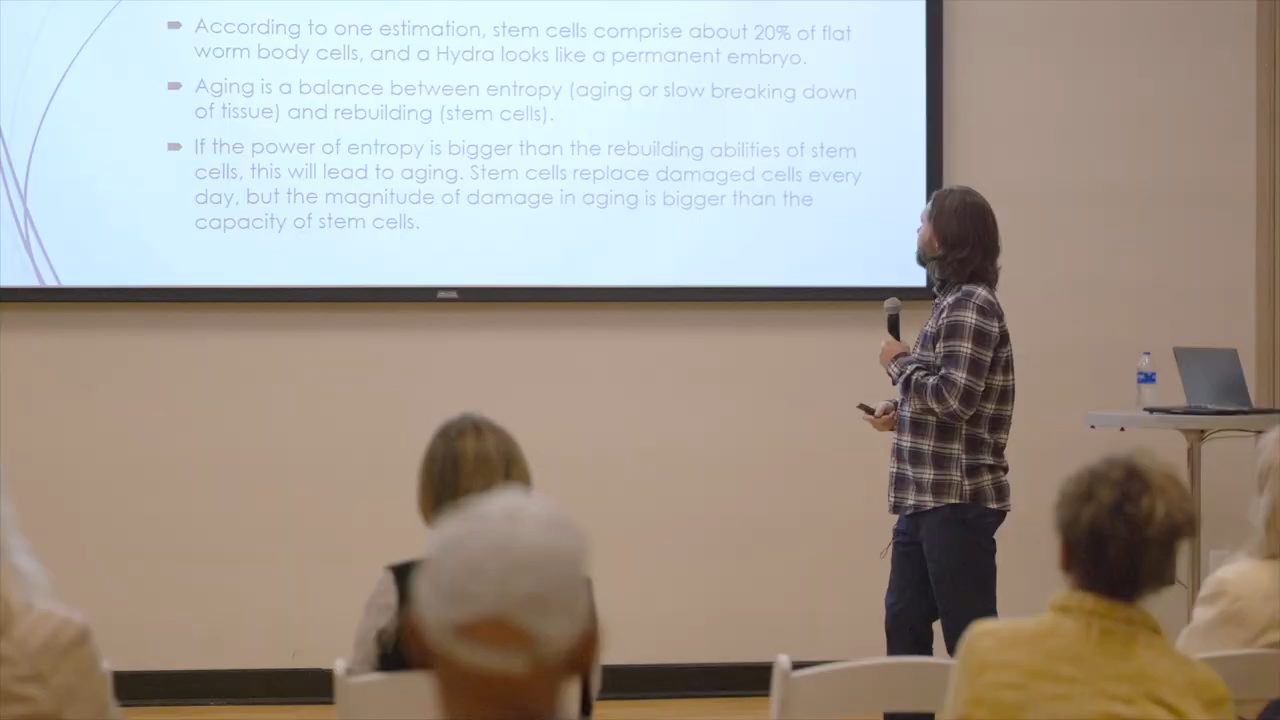 According to one estimation, stem cells comprise about 20% of flat
worm body cells, and a Hydra looks like a permanent embryo.
Aging is a balance between entropy (aging or slow breaking down
of tissue) and rebuilding (stem cells).
If the power of entropy is bigger than the rebuilding abilities of stem
cells, this will lead to aging. Stem cells replace damaged cells every
day, but the magnitude of damage in aging is bigger than the
capacity of stem cells.